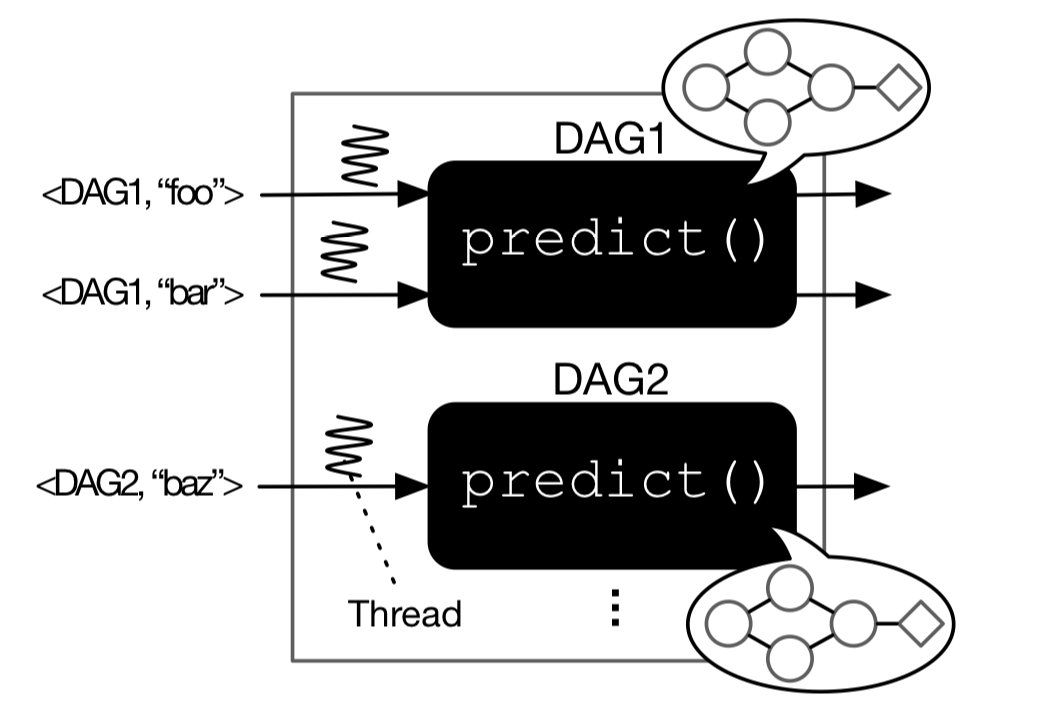 DAG1
<DAG1, “foo”>
predict()
<DAG1, “bar”>
DAG2
<DAG2, “baz”>
predict()
Thread